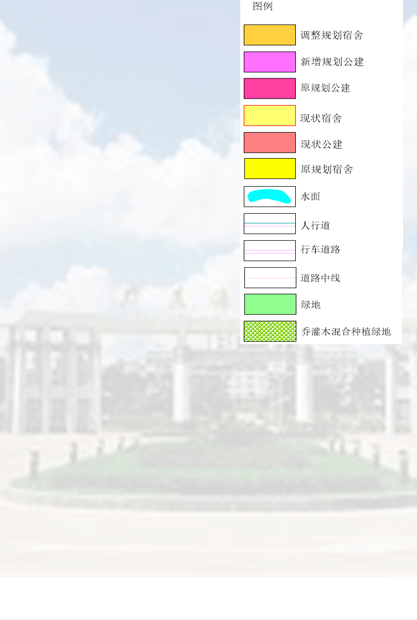 图例
调整规划宿舍
新增规划公建
原规划公建
现状宿舍
现状公建
原规划宿舍
水面
人行道
行车道路
道路中线
绿地
乔灌木混合种植绿地